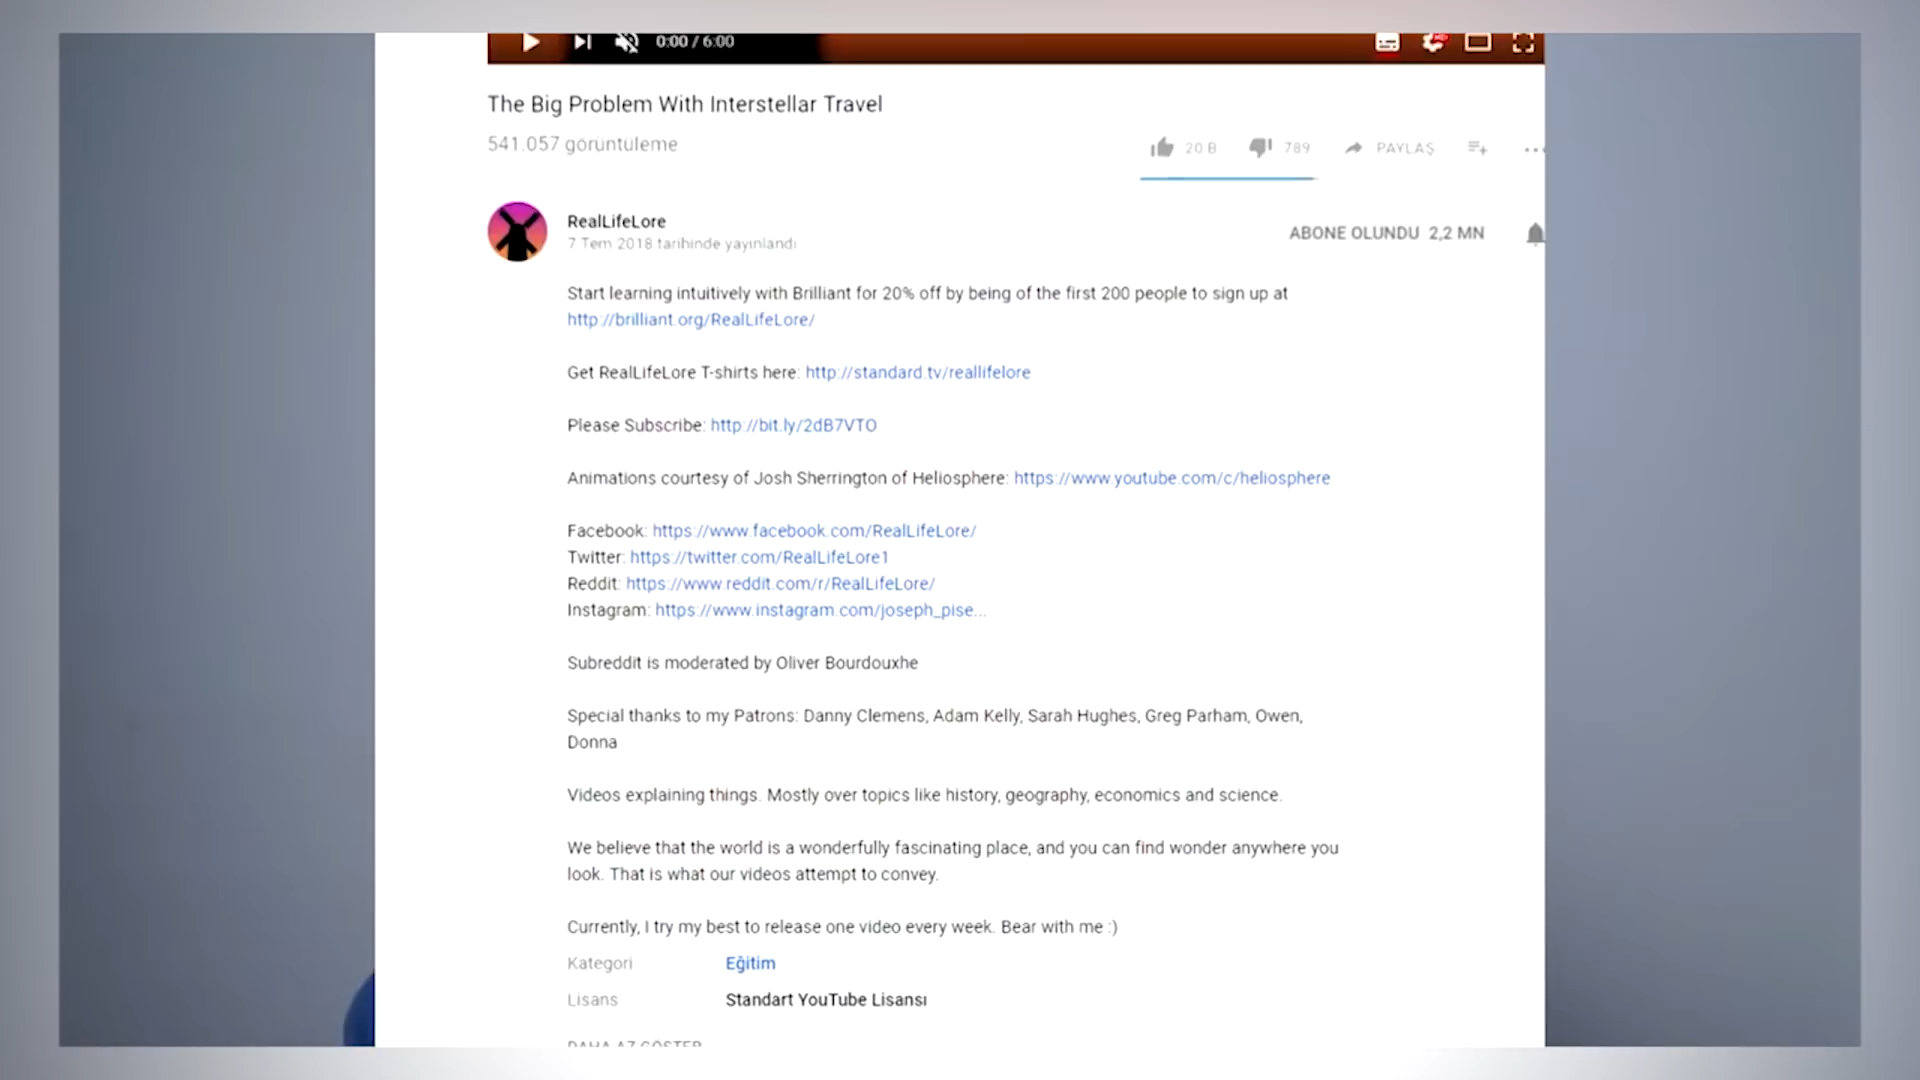 0:00 / 6:00
The Big Problem With Interstellar Travel
541.057 görüntüleme
20 B 789 PAYLAŞ
RealLifeLore
7 Tem 2018 tarihinde yayınlandı
ABONE OLUNDU 2,2 MN
Start learning intuitively with Brilliant for 20% off by being of the first 200 people to sign up at
http://brilliant.org/RealLifeLore/
Get RealLifeLore T-shirts here: http://standard.tv/reallifelore
Please Subscribe: http://bit.ly/2dB7VTO
Animations courtesy of Josh Sherrington of Heliosphere: https://www.youtube.com/c/heliosphere
Facebook: https://www.facebook.com/RealLifeLore/
Twitter: https://twitter.com/RealLifeLore1
Reddit: https://www.reddit.com/r/RealLifeLore/
Instagram: https://www.instagram.com/joseph_pise...
Subreddit is moderated by Oliver Bourdouxhe
Special thanks to my Patrons: Danny Clemens, Adam Kelly, Sarah Hughes, Greg Parham, Owen,
Donna
Videos explaining things. Mostly over topics like history, geography, economics and science.
We believe that the world is a wonderfully fascinating place, and you can find wonder anywhere you
look. That is what our videos attempt to convey.
Currently, I try my best to release one video every week. Bear with me :)
Kategori Eğitim
Lisans Standart YouTube Lisansı
DAHA AZ GÖSTER